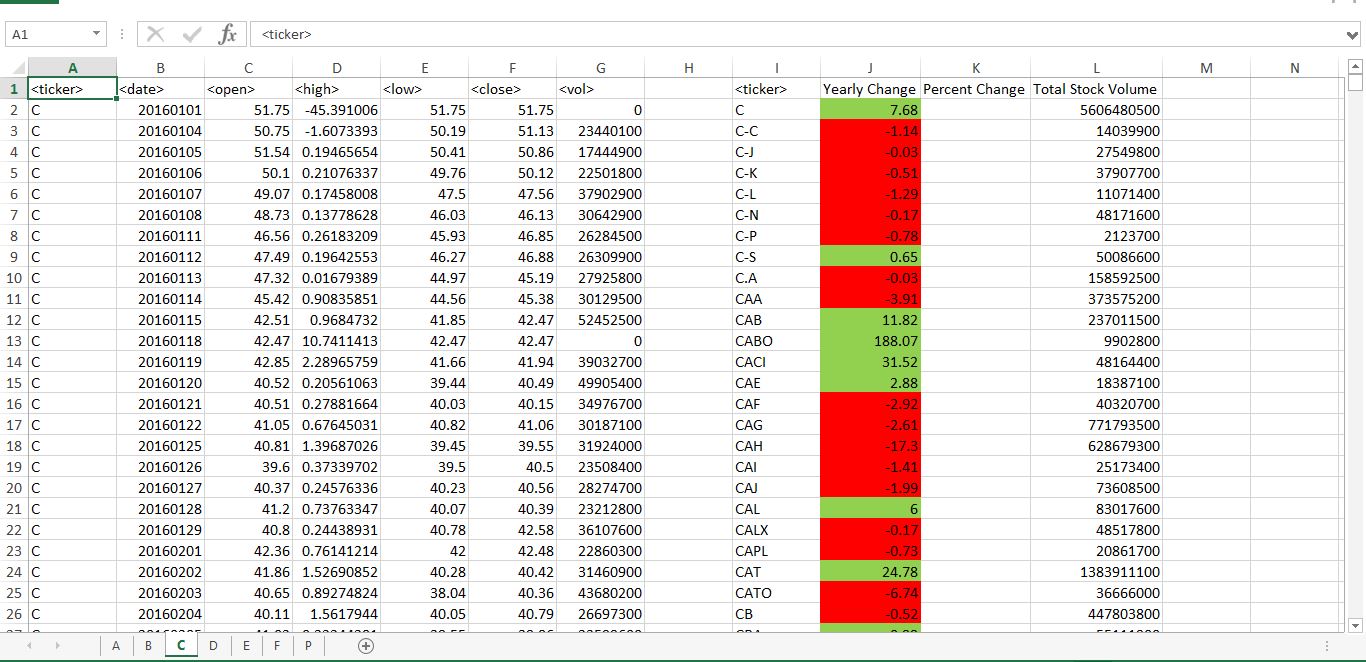 A1 fx <ticker>
A B C D E F G H I J K L M N
1 <ticker> <date> <open> <high> <low> <close> <vol> <ticker> Yearly Change Percent Change Total Stock Volume
2 C 20160101 51.75 -45.391006 51.75 51.75 0 C 7.68 5606480500
3 C 20160104 50.75 -1.6073393 50.19 51.13 23440100 C-C -1.14 14039900
4 C 20160105 51.54 0.19465654 50.41 50.86 17444900 C-J -0.03 27549800
5 C 20160106 50.1 0.21076337 49.76 50.12 22501800 C-K -0.51 37907700
6 C 20160107 49.07 0.17458008 47.5 47.56 37902900 C-L -1.29 11071400
7 C 20160108 48.73 0.13778628 46.03 46.13 30642900 C-N -0.17 48171600
8 C 20160111 46.56 0.26183209 45.93 46.85 26284500 C-P -0.78 2123700
9 C 20160112 47.49 0.19642553 46.27 46.88 26309900 C-S 0.65 50086600
10 C 20160113 47.32 0.01679389 44.97 45.19 27925800 C.A -0.03 158592500
11 C 20160114 45.42 0.90835851 44.56 45.38 30129500 CAA -3.91 373575200
12 C 20160115 42.51 0.9684732 41.85 42.47 52452500 CAB 11.82 237011500
13 C 20160118 42.47 10.7411413 42.47 42.47 0 CABO 188.07 9902800
14 C 20160119 42.85 2.28965759 41.66 41.94 39032700 CACI 31.52 48164400
15 C 20160120 40.52 0.20561063 39.44 40.49 49905400 CAE 2.88 18387100
16 C 20160121 40.51 0.27881664 40.03 40.15 34976700 CAF -2.92 40320700
17 C 20160122 41.05 0.67645031 40.82 41.06 30187100 CAG -2.61 771793500
18 C 20160125 40.81 1.39687026 39.45 39.55 31924000 CAH -17.3 628679300
19 C 20160126 39.6 0.37339702 39.5 40.5 23508400 CAI -1.41 25173400
20 C 20160127 40.37 0.24576336 40.23 40.56 28274700 CAJ -1.99 73608500
21 C 20160128 41.2 0.73763347 40.07 40.39 23212800 CAL 6 83017600
22 C 20160129 40.8 0.24438931 40.78 42.58 36107600 CALX -0.17 48517800
23 C 20160201 42.36 0.76141214 42 42.48 22860300 CAPL -0.73 20861700
24 C 20160202 41.86 1.52690852 40.28 40.42 31460900 CAT 24.78 1383911100
25 C 20160203 40.65 0.89274824 38.04 40.36 43680200 CATO -6.74 36666000
26 C 20160204 40.11 1.5617944 40.05 40.79 26697300 CB -0.52 447803800
A B C D E F P